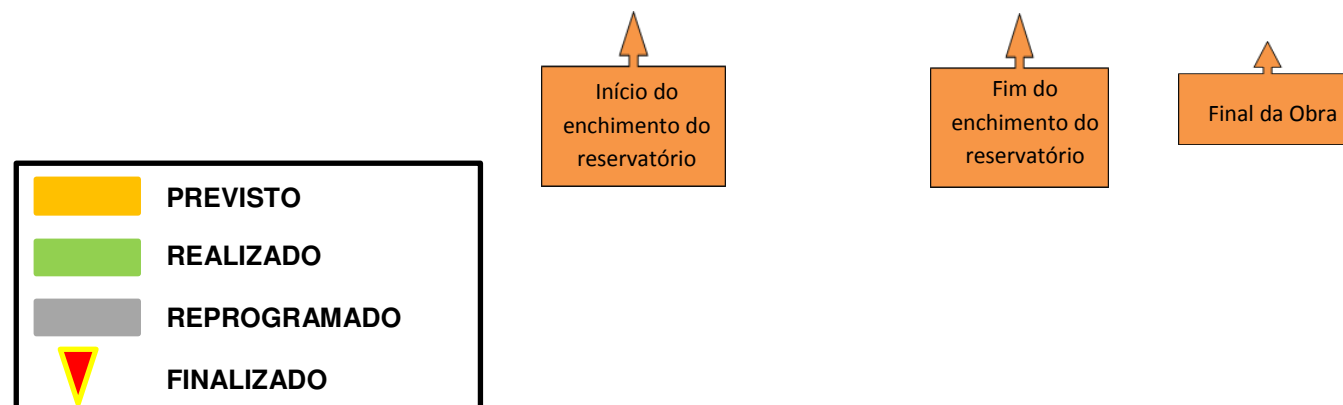 Início do
enchimento do
reservatório
Fim do
enchimento do
reservatório
Final da Obra
PREVISTO
REALIZADO
REPROGRAMADO
FINALIZADO